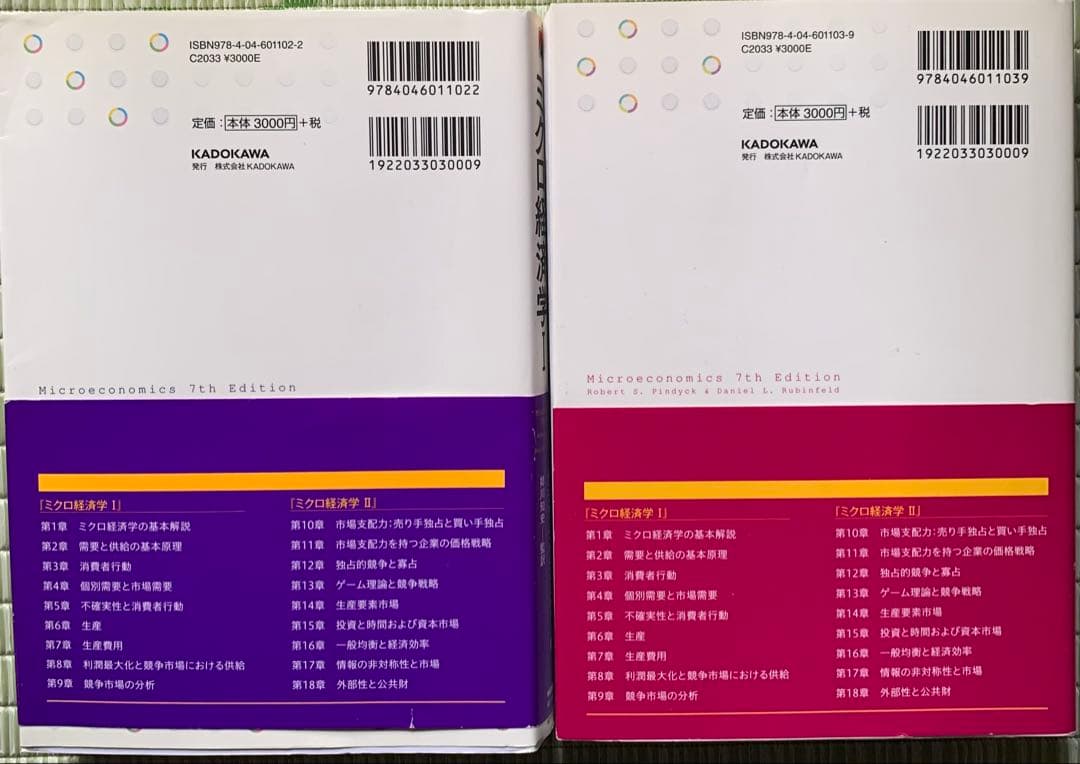 ISBN978-4-04-601102-2
C2033 ¥3000E
9784046011022
定価：本体 3000円＋税
1922033030009
KADOKAWA
発行 株式会社KADOKAWA
Microeconomics 7th Edition
『ミクロ経済学 Ⅰ』
第1章 ミクロ経済学の基本解説
第2章 需要と供給の基本原理
第3章 消費者行動
第4章 個別需要と市場需要
第5章 不確実性と消費者行動
第6章 生産
第7章 生産費用
第8章 利潤最大化と競争市場における供給
第9章 競争市場の分析
『ミクロ経済学 Ⅱ』
第10章 市場支配力：売り手独占と買い手独占
第11章 市場支配力を持つ企業の価格戦略
第12章 独占的競争と寡占
第13章 ゲーム理論と競争戦略
第14章 生産要素市場
第15章 投資と時間および資本市場
第16章 一般均衡と経済効率
第17章 情報の非対称性と市場
第18章 外部性と公共財
ミクロ経済学 Ⅰ
ISBN978-4-04-601103-9
C2033 ¥3000E
9784046011039
定価：本体 3000円＋税
1922033030009
KADOKAWA
発行 株式会社KADOKAWA
Microeconomics 7th Edition
Robert S. Pindyck & Daniel L. Rubinfeld
『ミクロ経済学 Ⅰ』
第1章 ミクロ経済学の基本解説
第2章 需要と供給の基本原理
第3章 消費者行動
第4章 個別需要と市場需要
第5章 不確実性と消費者行動
第6章 生産
第7章 生産費用
第8章 利潤最大化と競争市場における供給
第9章 競争市場の分析
『ミクロ経済学 Ⅱ』
第10章 市場支配力：売り手独占と買い手独占
第11章 市場支配力を持つ企業の価格戦略
第12章 独占的競争と寡占
第13章 ゲーム理論と競争戦略
第14章 生産要素市場
第15章 投資と時間および資本市場
第16章 一般均衡と経済効率
第17章 情報の非対称性と市場
第18章 外部性と公共財